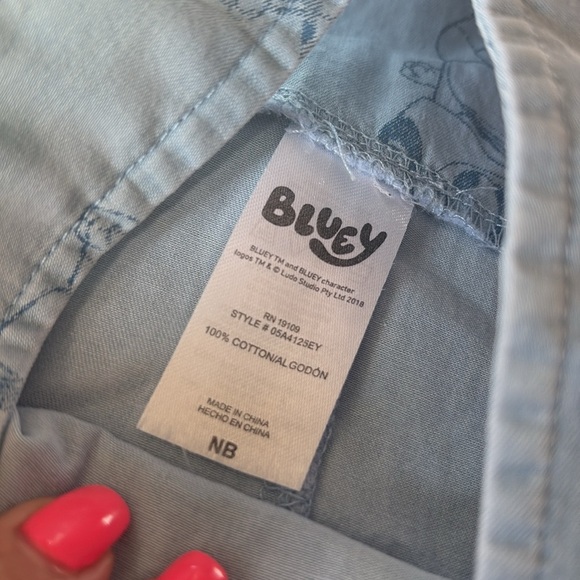 BLUEY
BLUEY TM and BLUEY character
logos TM & © Ludo Studio Pty Ltd 2018
RN 19109
STYLE # 05A4125EY
100% COTTON/ALGODÓN
MADE IN CHINA
HECHO EN CHINA
NB